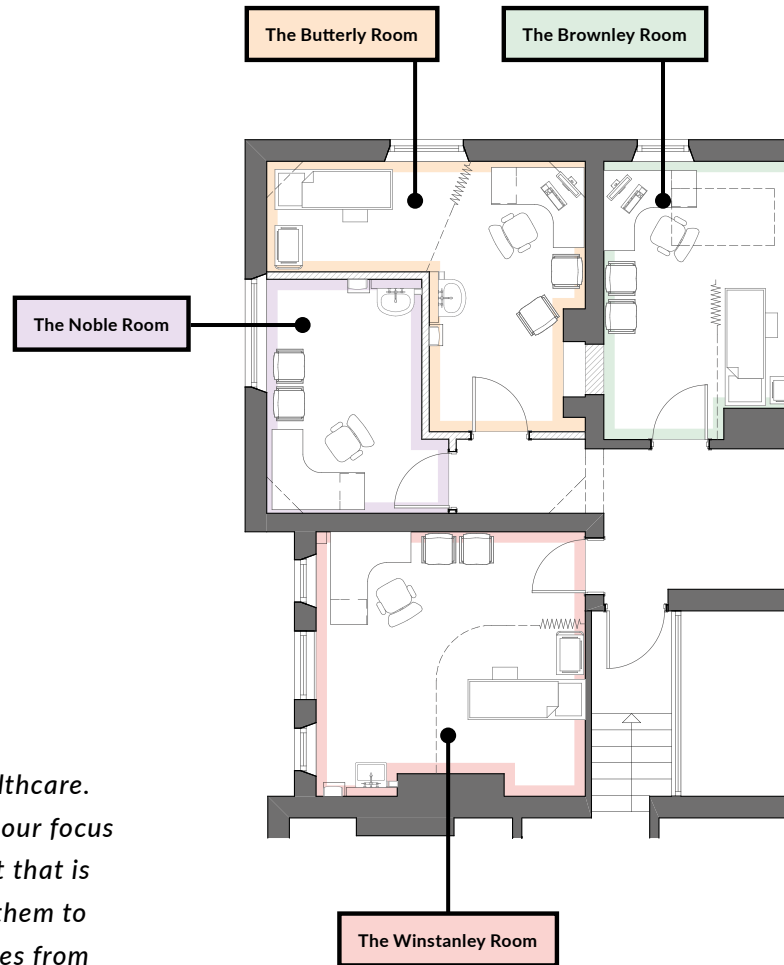 The Butterly Room
The Brownley Room
The Noble Room
lthcare.
our focus
t that is
them to
es from
The Winstanley Room